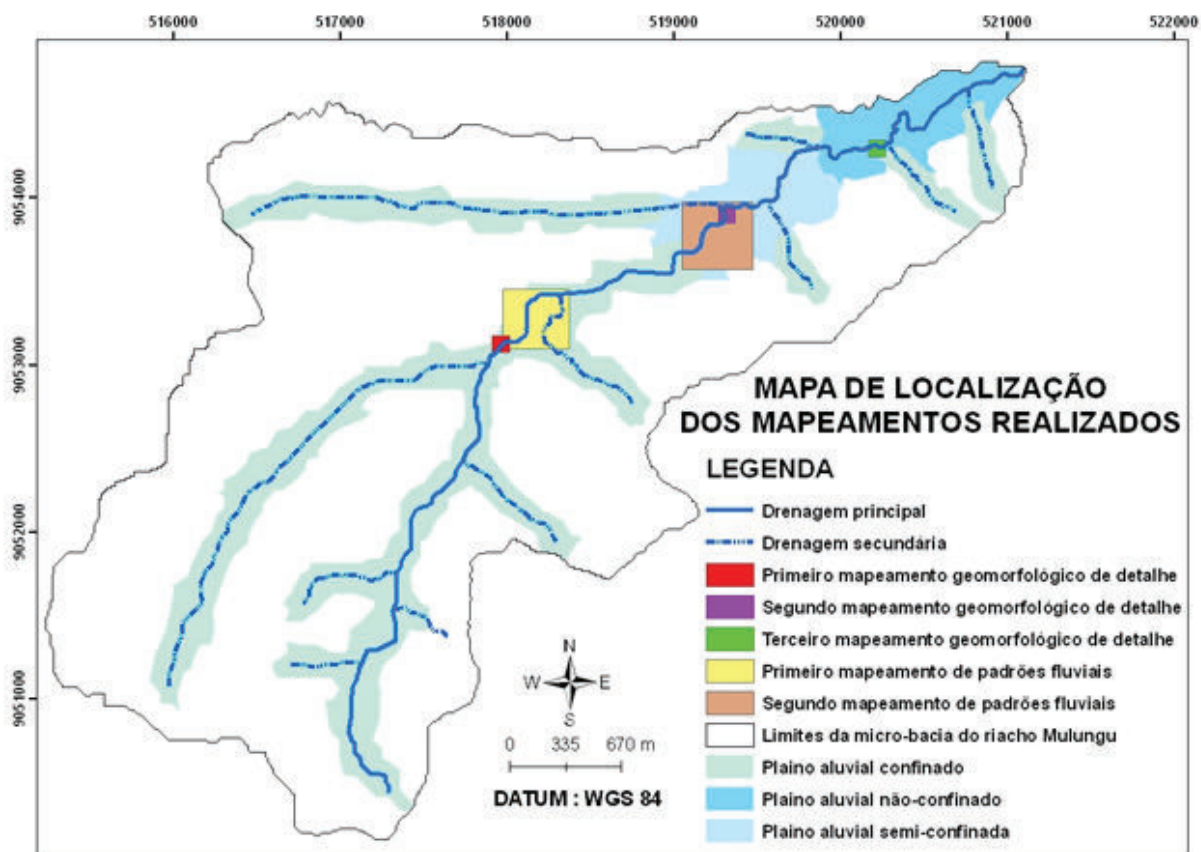 516000 517000 518000 519000 520000 521000 522000
9054000
9053000
9052000
9051000
MAPA DE LOCALIZAÇÃO
DOS MAPEAMENTOS REALIZADOS
LEGENDA
Drenagem principal
Drenagem secundária
Primeiro mapeamento geomorfológico de detalhe
Segundo mapeamento geomorfológico de detalhe
Terceiro mapeamento geomorfológico de detalhe
Primeiro mapeamento de padrões fluviais
Segundo mapeamento de padrões fluviais
Limites da micro-bacia do riacho Mulungu
Plaino aluvial confinado
Plaino aluvial não-confinado
Plaino aluvial semi-confinada
N
W E
S
0 335 670 m
DATUM : WGS 84